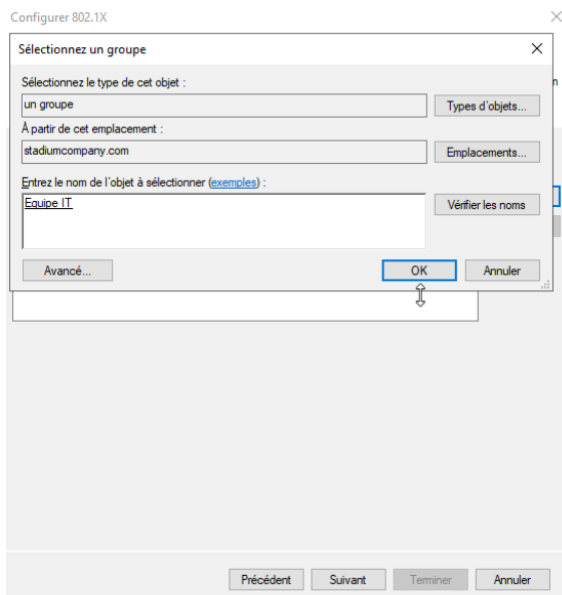 Configurer 802.1X
Sélectionnez un groupe
Sélectionnez le type de cet objet :
un groupe
Types d'objets...
À partir de cet emplacement :
stadiumcompany.com
Emplacements...
Entrez le nom de l'objet à sélectionner (exemples) :
Equipe IT
Vérifier les noms
Avancé...
OK
Annuler
Précédent
Suivant
Terminer
Annuler